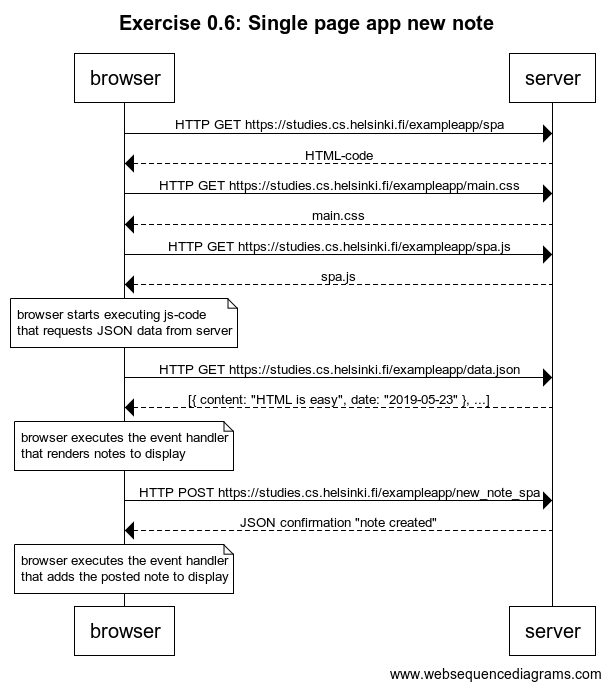 Exercise 0.6: Single page app new note
browser
server
HTTP GET https://studies.cs.helsinki.fi/exampleapp/spa
HTML-code
HTTP GET https://studies.cs.helsinki.fi/exampleapp/main.css
main.css
HTTP GET https://studies.cs.helsinki.fi/exampleapp/spa.js
spa.js
browser starts executing js-code
that requests JSON data from server
HTTP GET https://studies.cs.helsinki.fi/exampleapp/data.json
[{ content: "HTML is easy", date: "2019-05-23" }, ...]
browser executes the event handler
that renders notes to display
HTTP POST https://studies.cs.helsinki.fi/exampleapp/new_note_spa
JSON confirmation "note created"
browser executes the event handler
that adds the posted note to display
browser
server
www.websequencediagrams.com